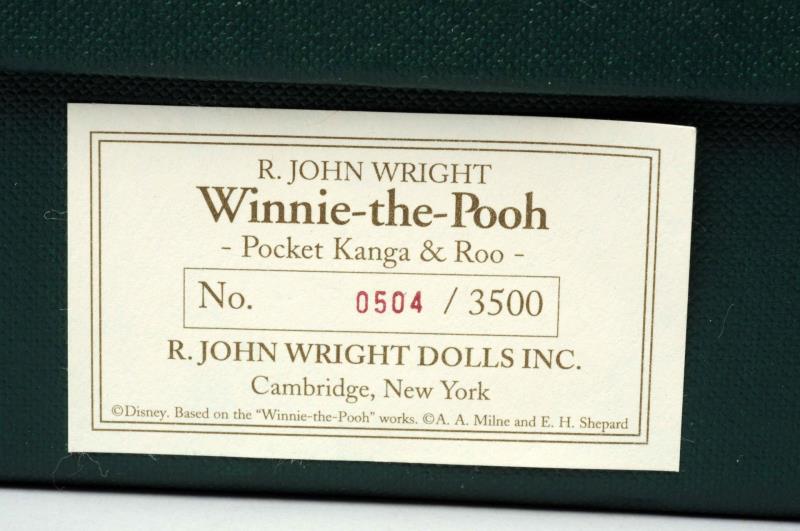 R. JOHN WRIGHT
Winnie-the-Pooh
- Pocket Kanga & Roo -
No. 0504 / 3500
R. JOHN WRIGHT DOLLS INC.
Cambridge, New York
©Disney. Based on the “Winnie-the-Pooh” works. ©A. A. Milne and E. H. Shepard